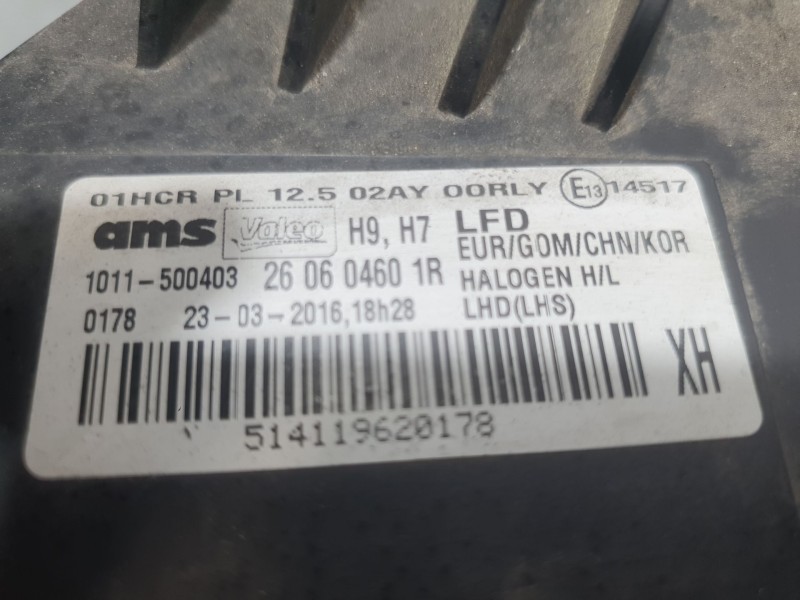 01HCR PL 12.5 02AY 00RLY E13 14517
ams Valeo H9, H7 LFD
EUR/GOM/CHN/KOR
1011-500403 26 06 0460 1R HALOGEN H/L
0178 23-03-2016,18h28 LHD(LHS)
XH
514119620178